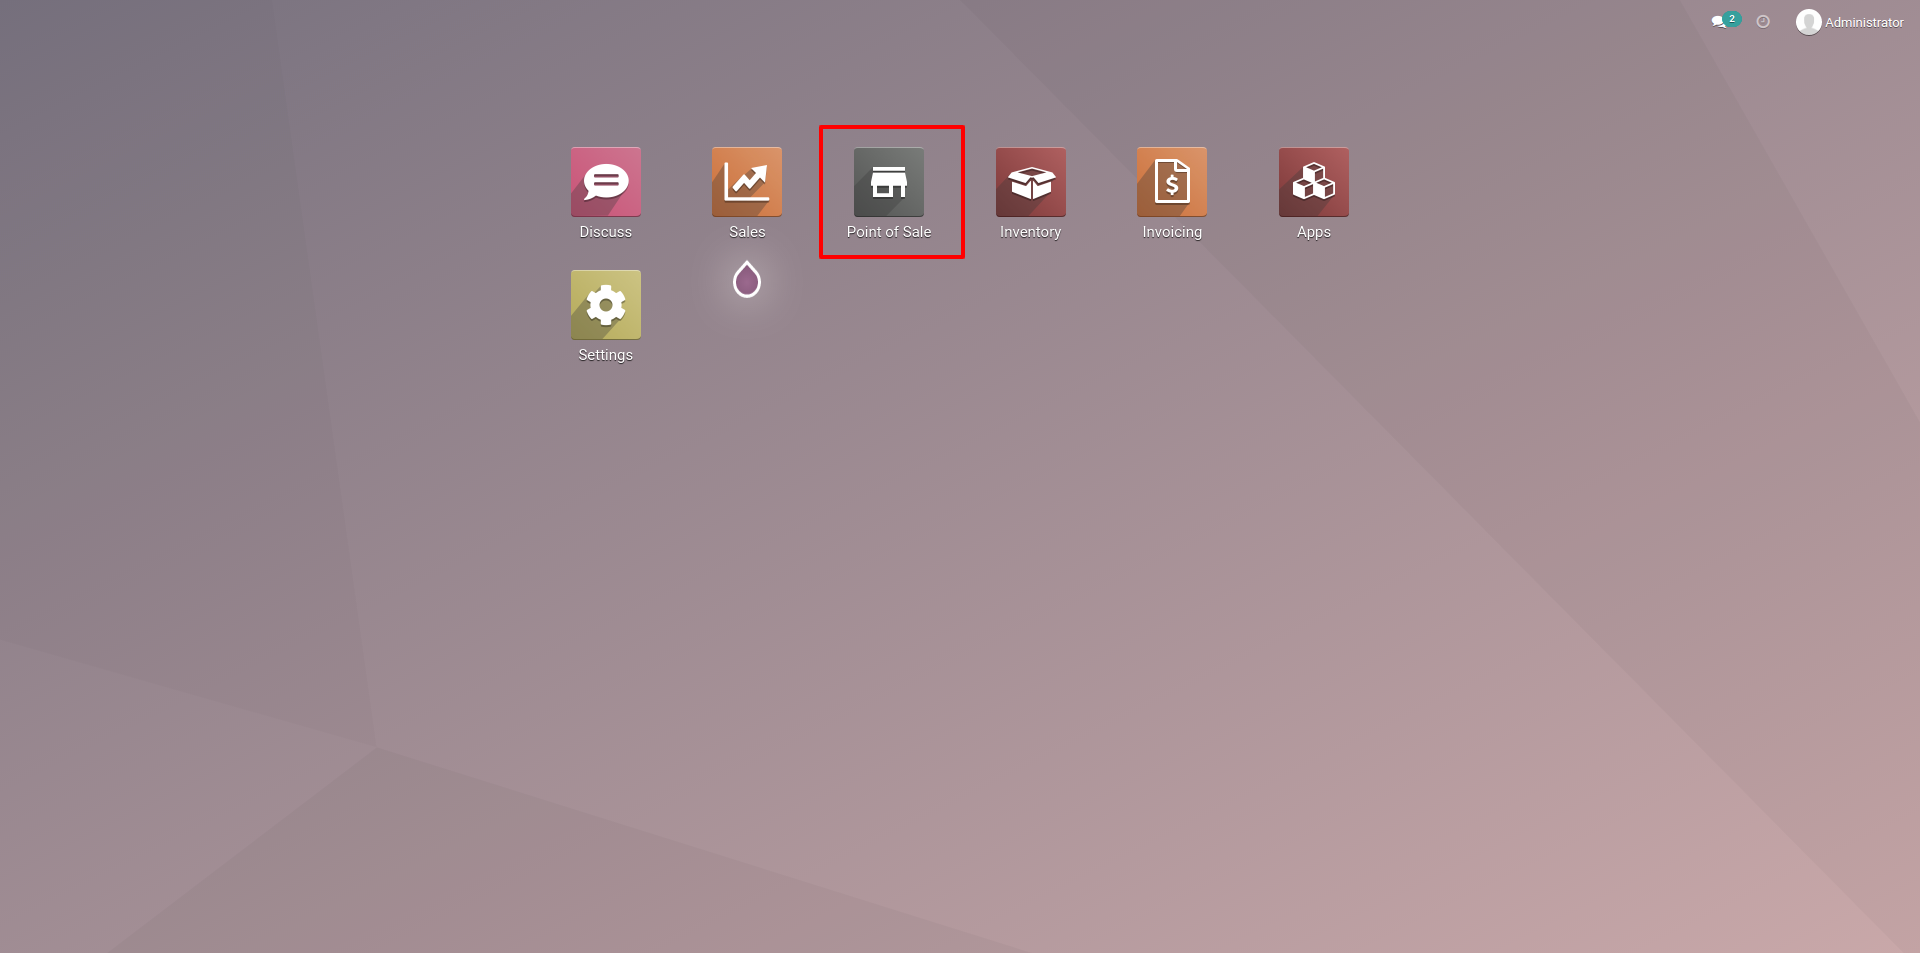 2
Administrator
Discuss
Sales
Point of Sale
Inventory
Invoicing
Apps
Settings